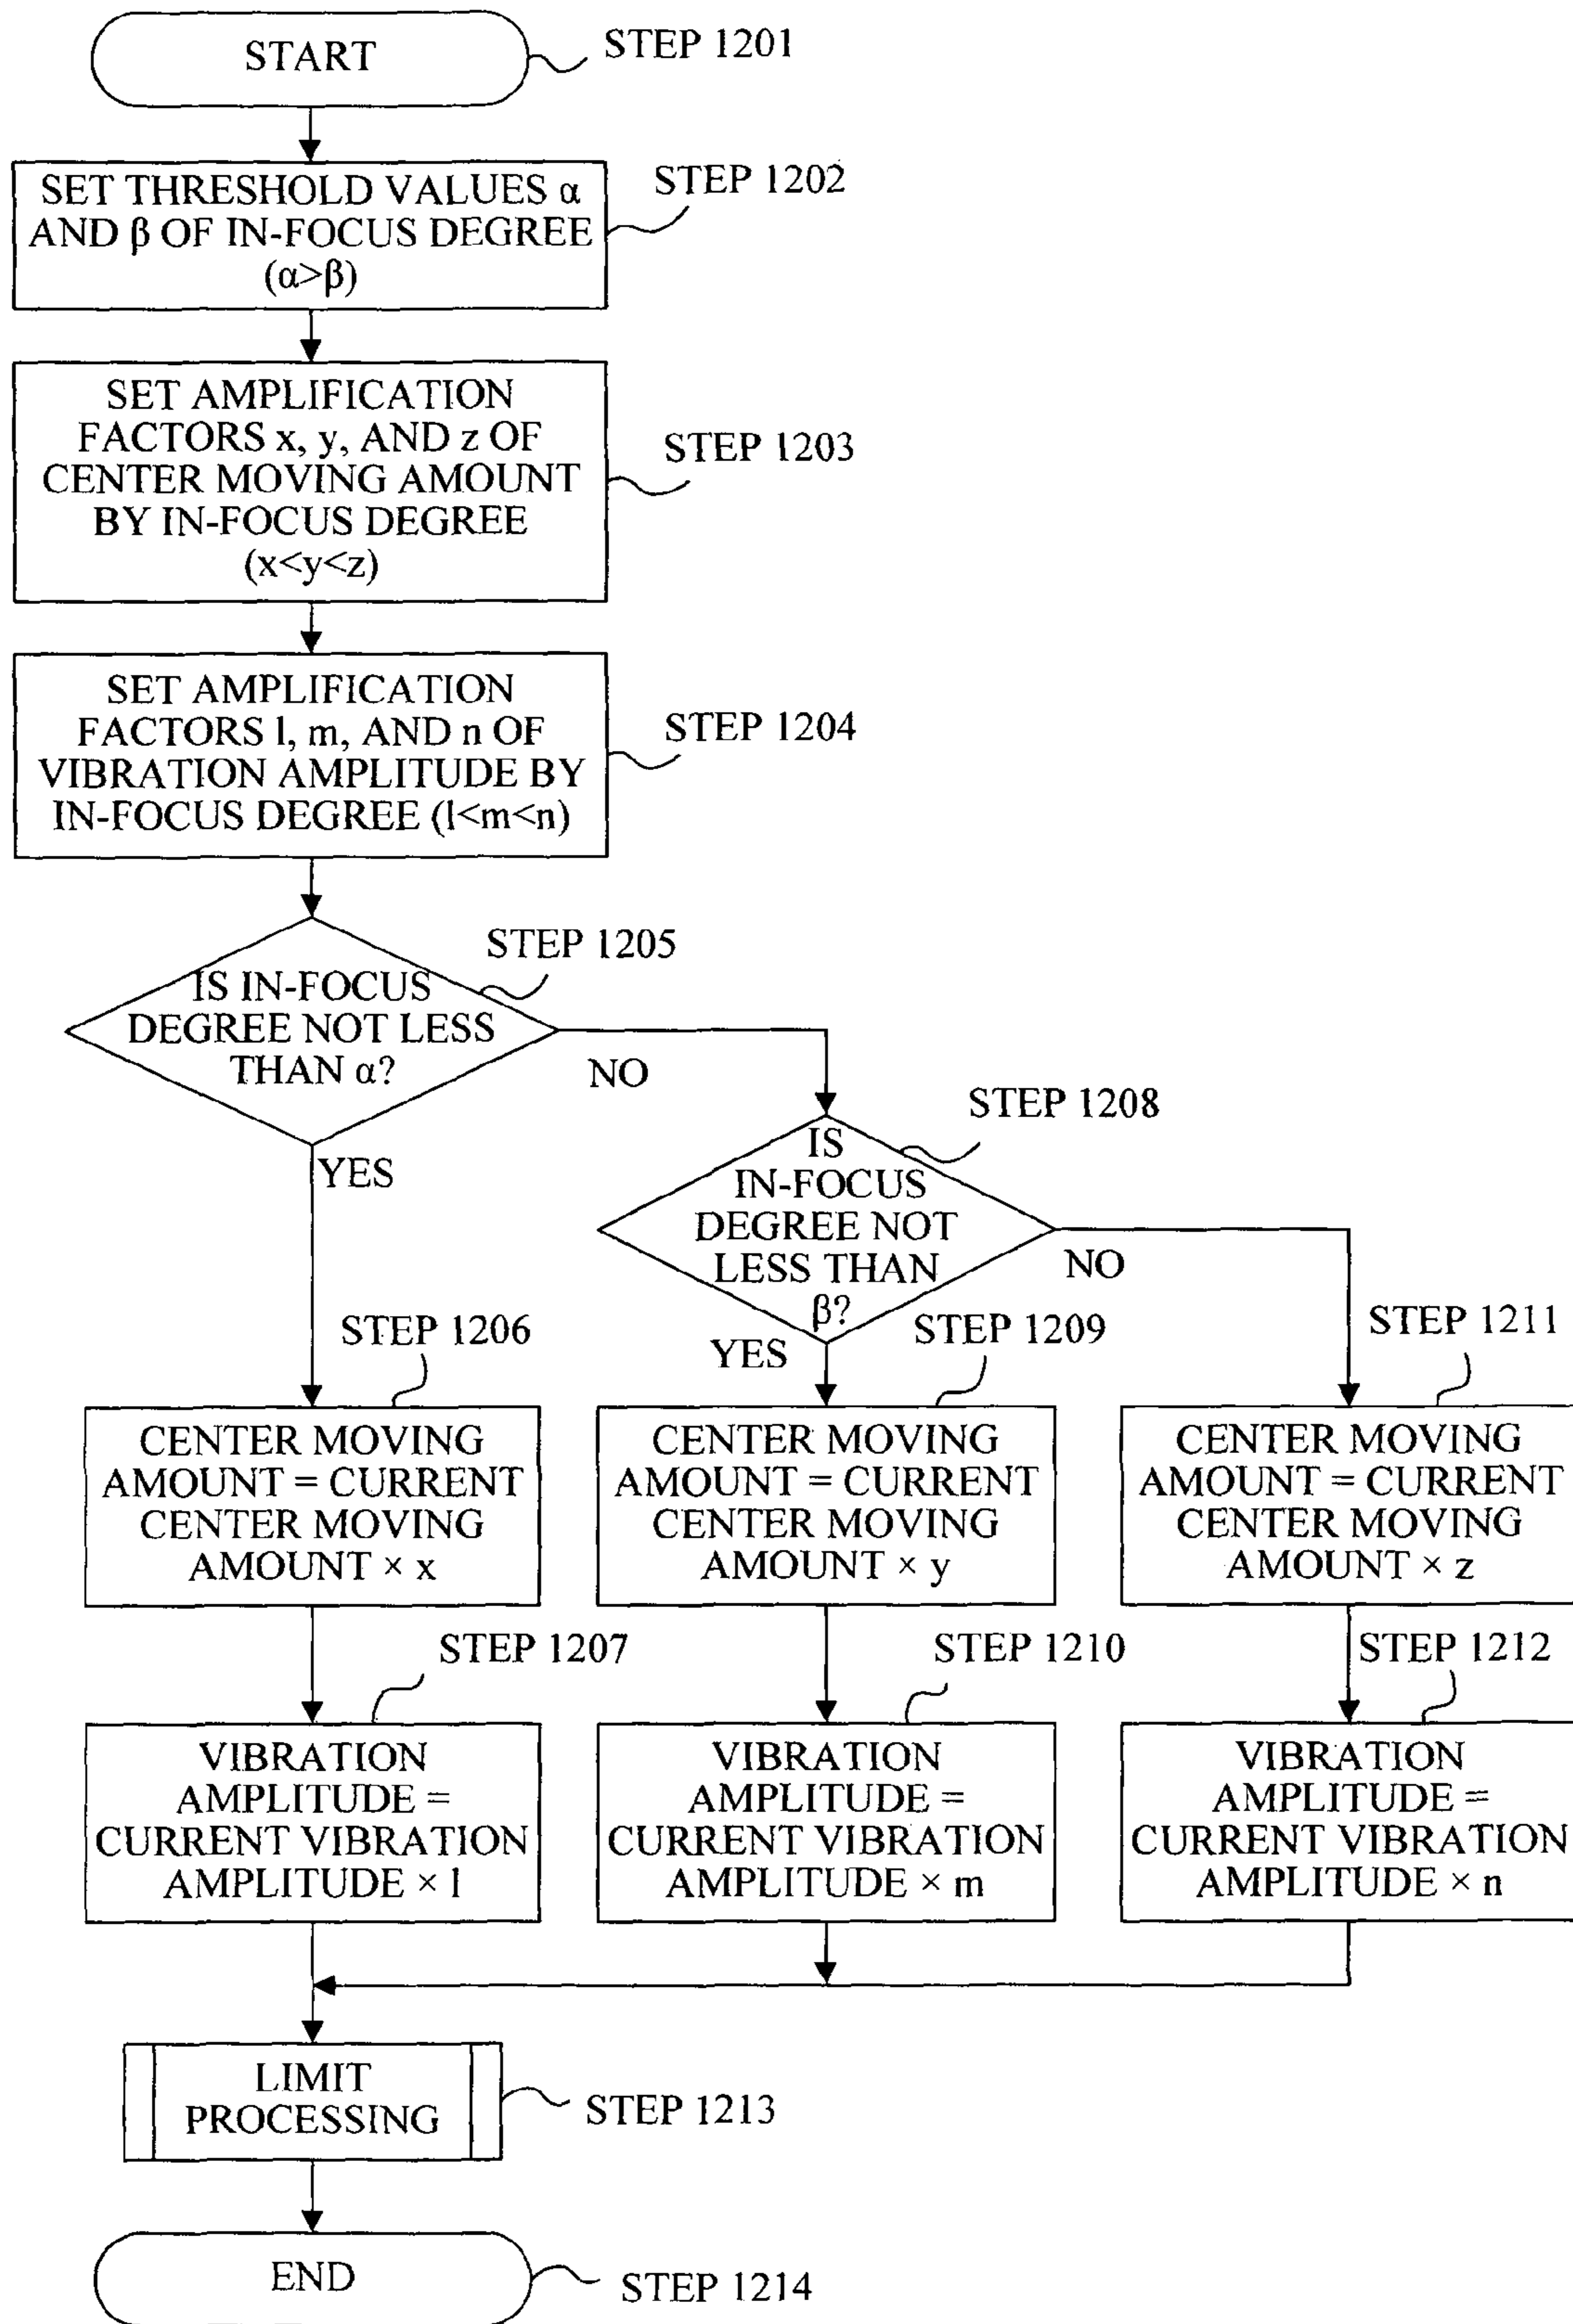 START
STEP 1201
SET THRESHOLD VALUES α
AND β OF IN-FOCUS DEGREE
(α>β)
STEP 1202
SET AMPLIFICATION
FACTORS x, y, AND z OF
CENTER MOVING AMOUNT
BY IN-FOCUS DEGREE
(x<y<z)
STEP 1203
SET AMPLIFICATION
FACTORS l, m, AND n OF
VIBRATION AMPLITUDE BY
IN-FOCUS DEGREE (l<m<n)
STEP 1204
STEP 1205
IS IN-FOCUS
DEGREE NOT LESS
THAN α?
NO
YES
STEP 1208
IS
IN-FOCUS
DEGREE NOT
LESS THAN
β?
NO
YES
STEP 1206
CENTER MOVING
AMOUNT = CURRENT
CENTER MOVING
AMOUNT × x
STEP 1209
CENTER MOVING
AMOUNT = CURRENT
CENTER MOVING
AMOUNT × y
STEP 1211
CENTER MOVING
AMOUNT = CURRENT
CENTER MOVING
AMOUNT × z
STEP 1207
VIBRATION
AMPLITUDE =
CURRENT VIBRATION
AMPLITUDE × l
STEP 1210
VIBRATION
AMPLITUDE =
CURRENT VIBRATION
AMPLITUDE × m
STEP 1212
VIBRATION
AMPLITUDE =
CURRENT VIBRATION
AMPLITUDE × n
LIMIT
PROCESSING
STEP 1213
END
STEP 1214